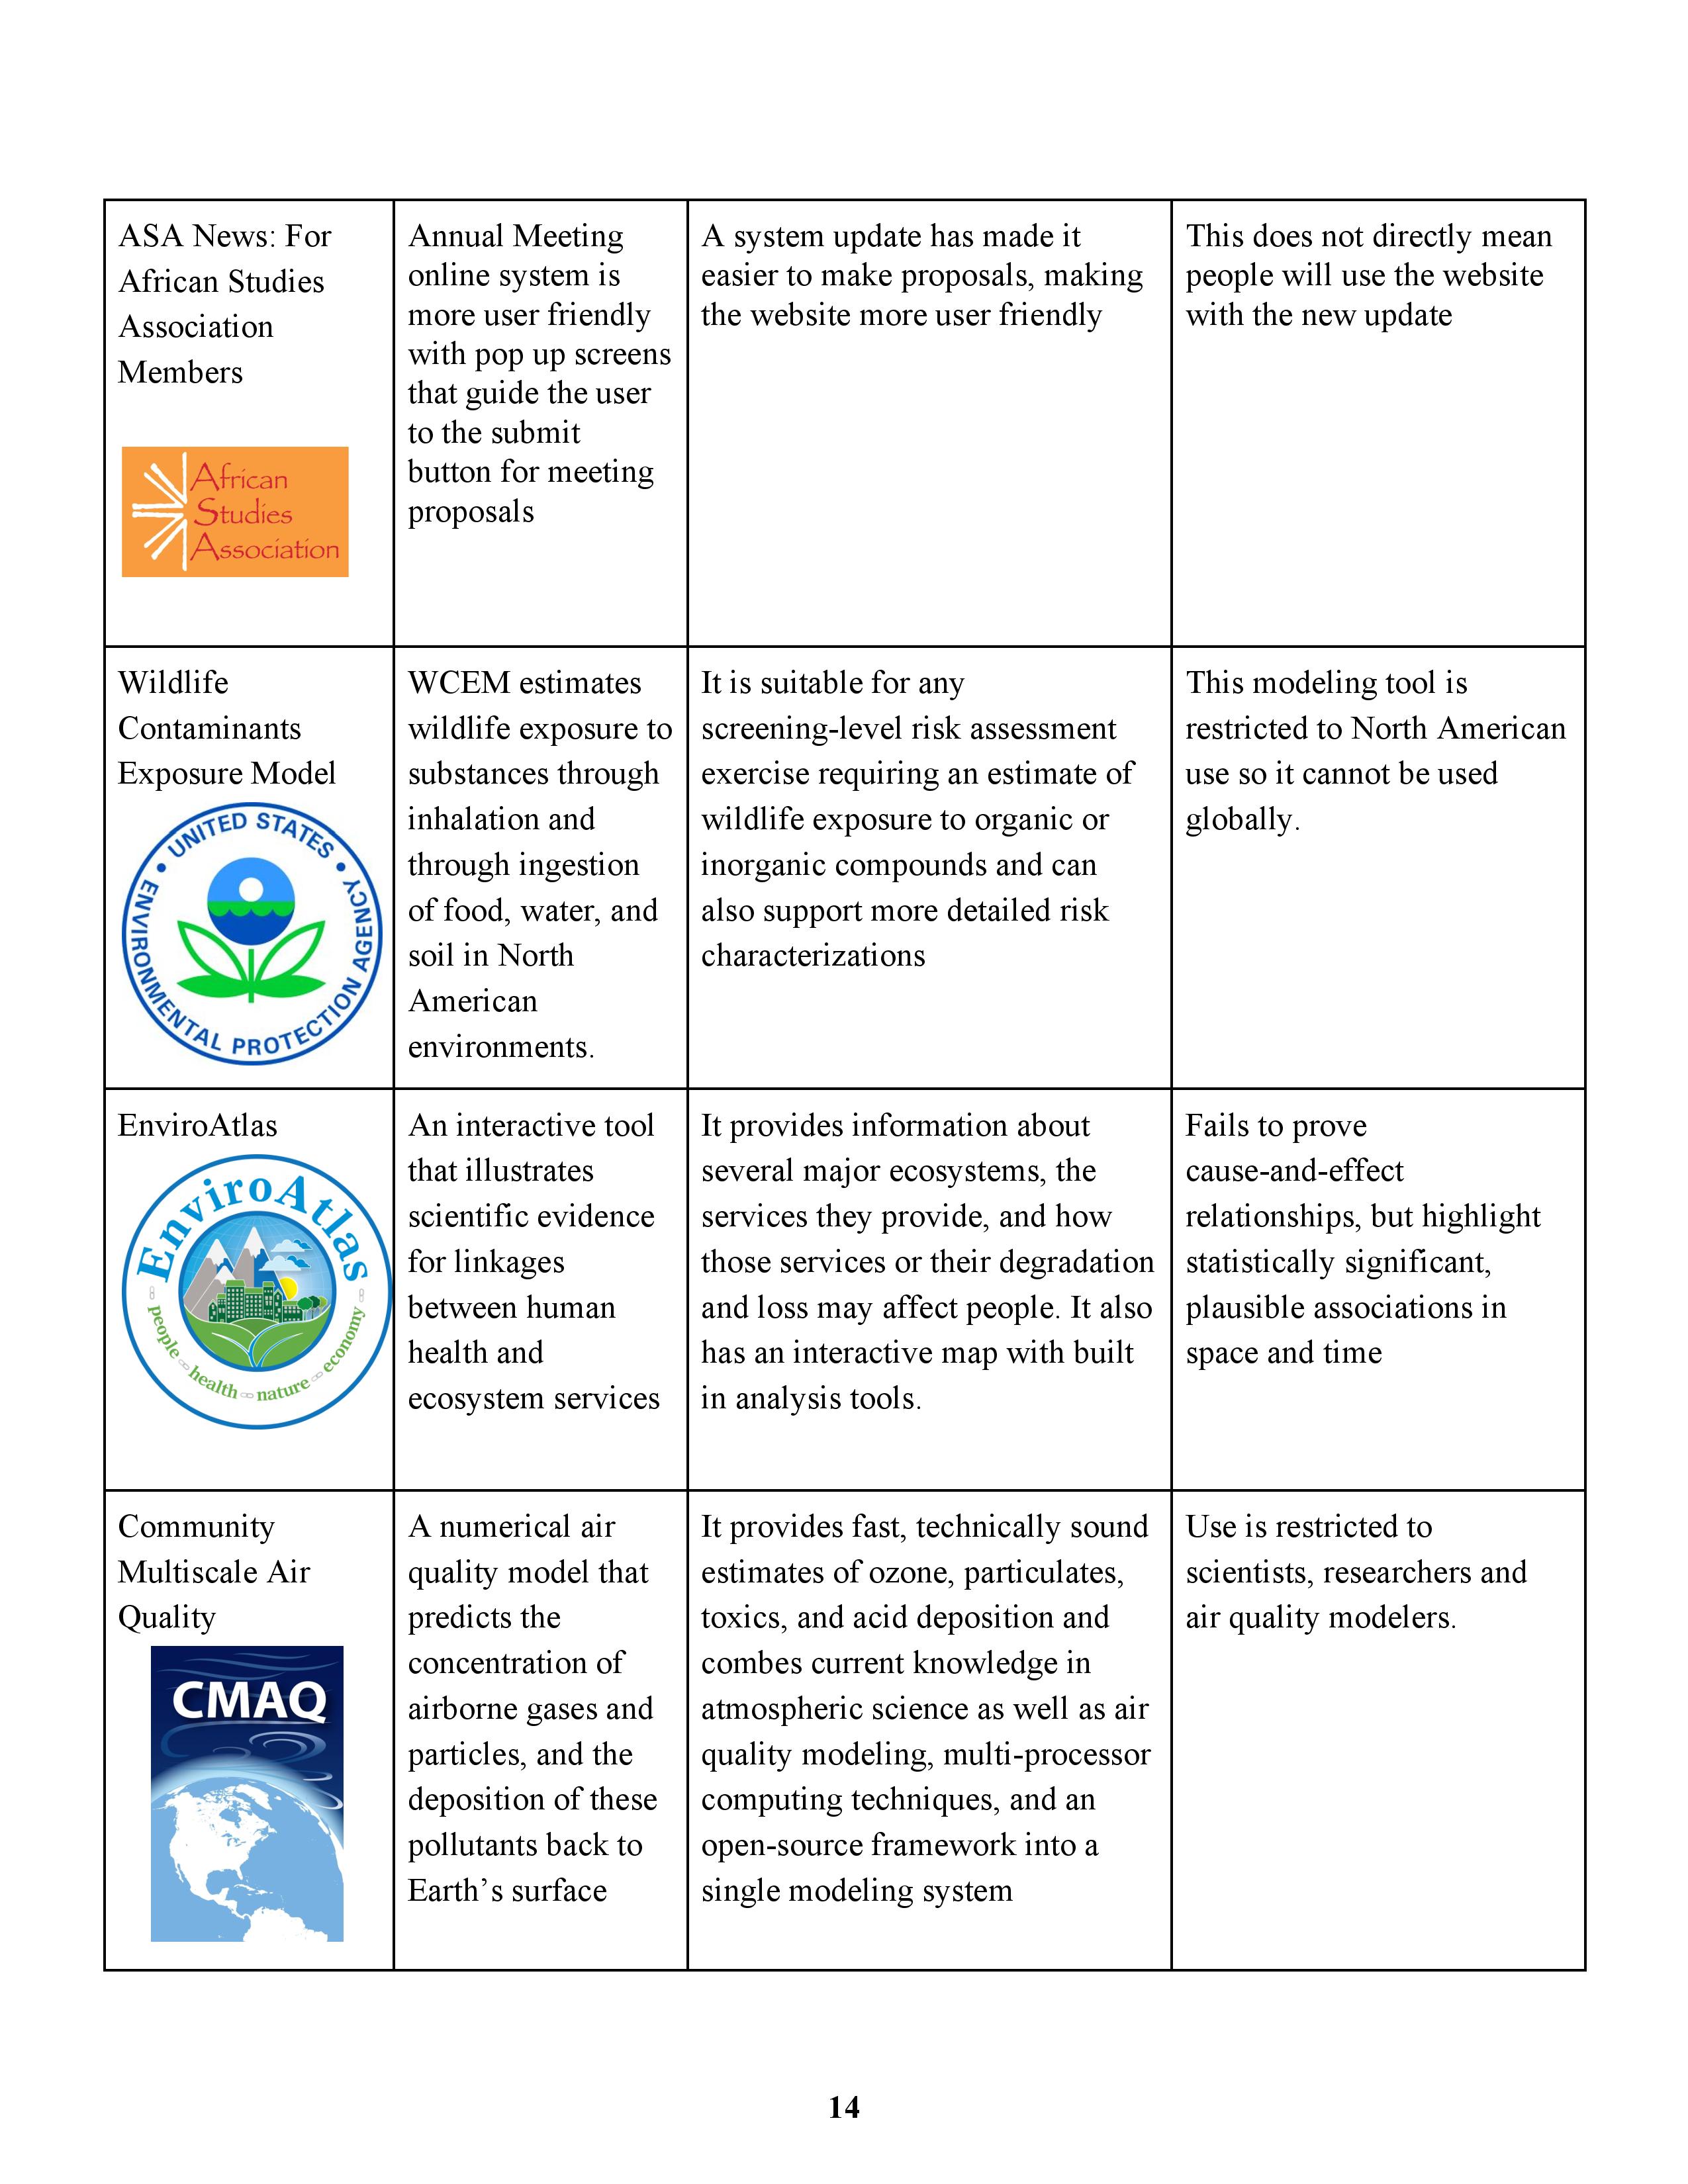 ASA News: For
African Studies
Association
Members
African
Studies
Association
Annual Meeting
online system is
more user friendly
with pop up screens
that guide the user
to the submit
button for meeting
proposals
A system update has made it
easier to make proposals, making
the website more user friendly
This does not directly mean
people will use the website
with the new update
Wildlife
Contaminants
Exposure Model
UNITED STATES
ENVIRONMENTAL PROTECTION AGENCY
WCEM estimates
wildlife exposure to
substances through
inhalation and
through ingestion
of food, water, and
soil in North
American
environments.
It is suitable for any
screening-level risk assessment
exercise requiring an estimate of
wildlife exposure to organic or
inorganic compounds and can
also support more detailed risk
characterizations
This modeling tool is
restricted to North American
use so it cannot be used
globally.
EnviroAtlas
EnviroAtlas
people health nature economy
An interactive tool
that illustrates
scientific evidence
for linkages
between human
health and
ecosystem services
It provides information about
several major ecosystems, the
services they provide, and how
those services or their degradation
and loss may affect people. It also
has an interactive map with built
in analysis tools.
Fails to prove
cause-and-effect
relationships, but highlight
statistically significant,
plausible associations in
space and time
Community
Multiscale Air
Quality
CMAQ
A numerical air
quality model that
predicts the
concentration of
airborne gases and
particles, and the
deposition of these
pollutants back to
Earth’s surface
It provides fast, technically sound
estimates of ozone, particulates,
toxics, and acid deposition and
combes current knowledge in
atmospheric science as well as air
quality modeling, multi-processor
computing techniques, and an
open-source framework into a
single modeling system
Use is restricted to
scientists, researchers and
air quality modelers.
14